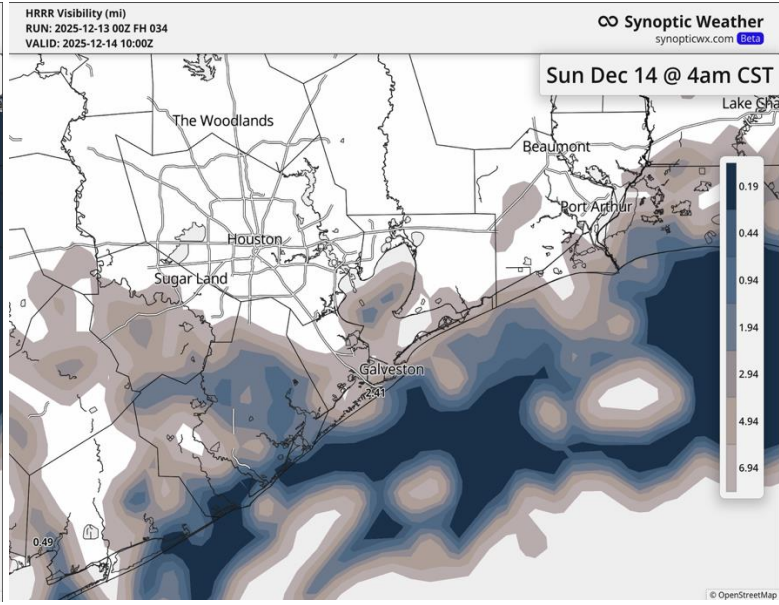 HRRR Visibility (mi)
RUN: 2025-12-13 00Z FH 034
VALID: 2025-12-14 10:00Z
Synoptic Weather
synopticwx.com Beta
Sun Dec 14 @ 4am CST
Lake Cha
The Woodlands
Beaumont
Port Arthur
Houston
Sugar Land
Galveston
2.41
0.49
0.19
0.44
0.94
1.94
2.94
4.94
6.94
© OpenStreetMap